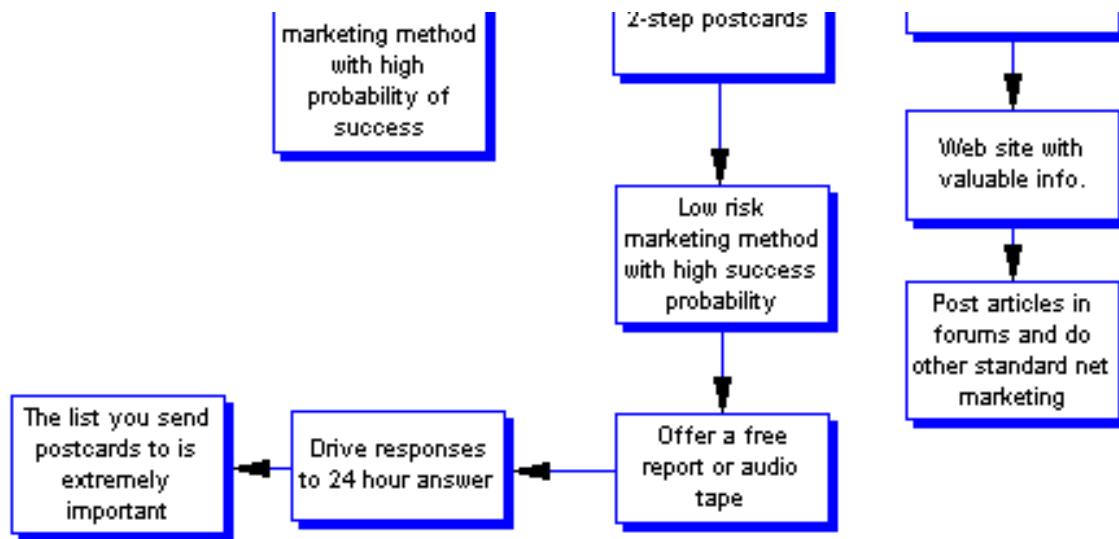 marketing method
with high
probability of
success
2-step postcards
Low risk
marketing method
with high success
probability
Web site with
valuable info.
Post articles in
forums and do
other standard net
marketing
The list you send
postcards to is
extremely
important
Drive responses
to 24 hour answer
Offer a free
report or audio
tape